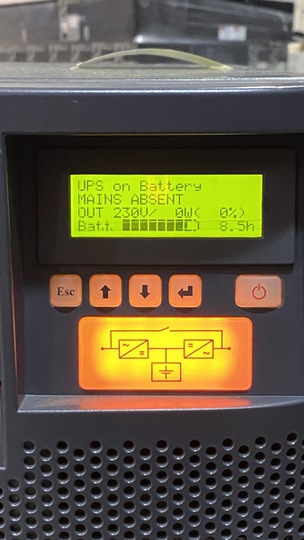 UPS on Battery
MAINS ABSENT
OUT 230V/ 0W( 0%)
Batt. 8.5h
Esc